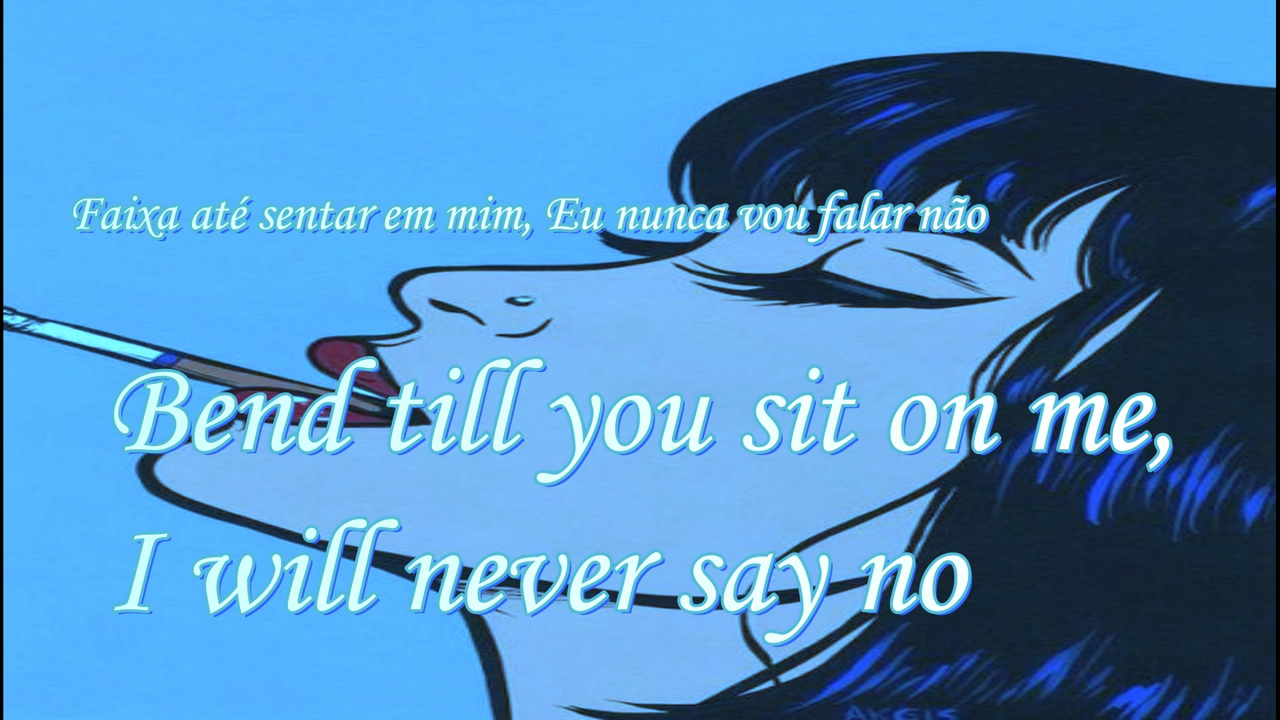 Faixa até sentar em mim, Eu nunca vou falar não
Bend till you sit on me,
I will never say no